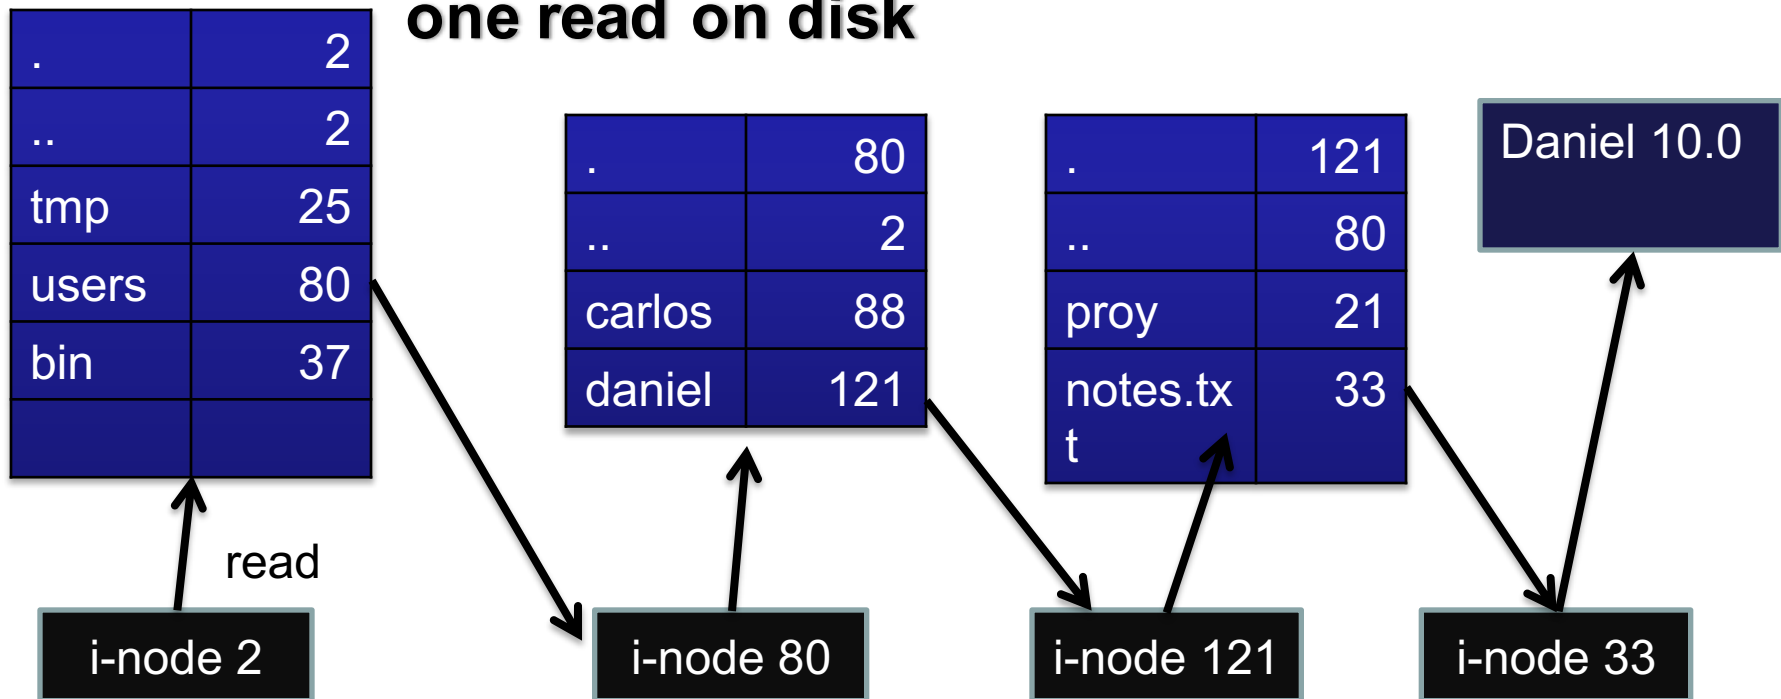 one read on disk
. 2
.. 2
tmp 25
users 80
bin 37
. 80
.. 2
carlos 88
daniel 121
. 121
.. 80
proy 21
notes.tx 33
t
Daniel 10.0
read
i-node 2
i-node 80
i-node 121
i-node 33